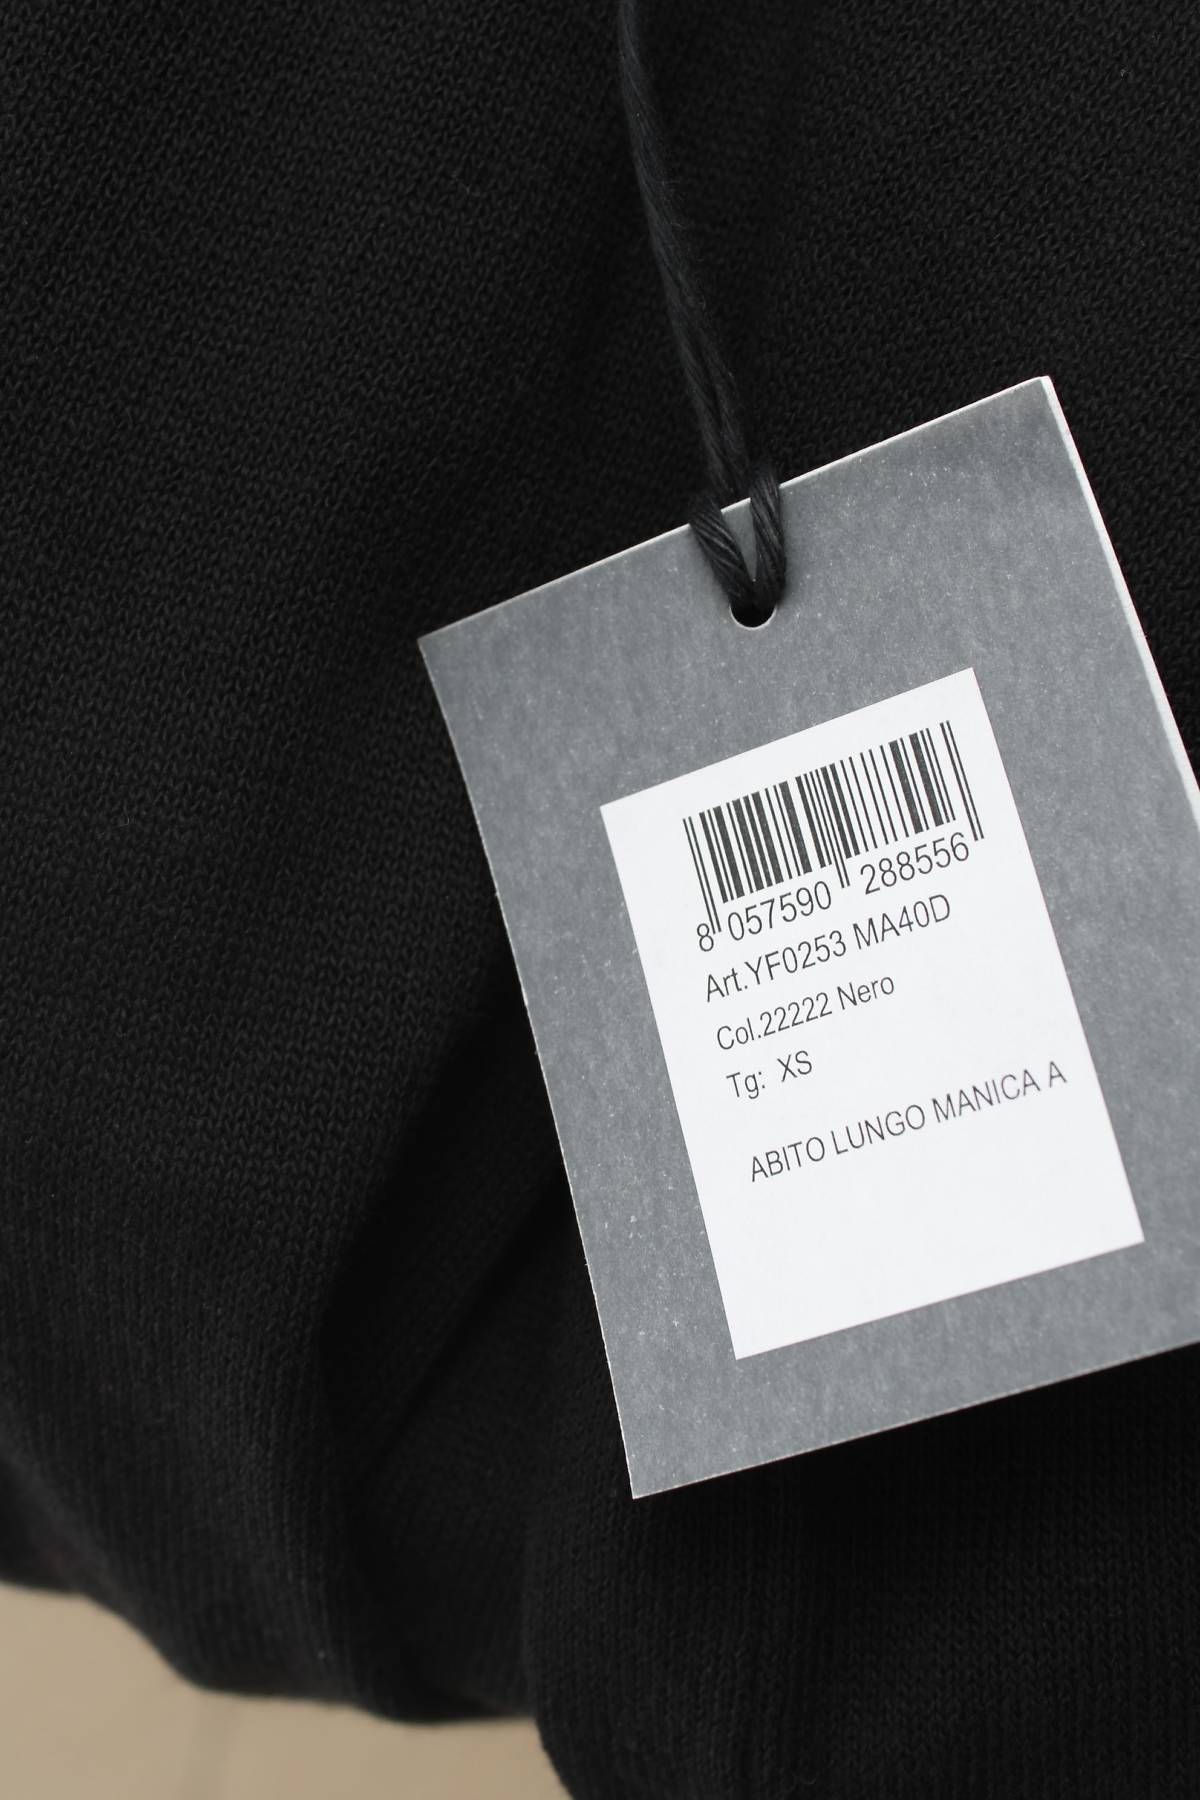 8 057590 288556
Art.YF0253 MA40D
Col.22222 Nero
Tg: XS
ABITO LUNGO MANICA A